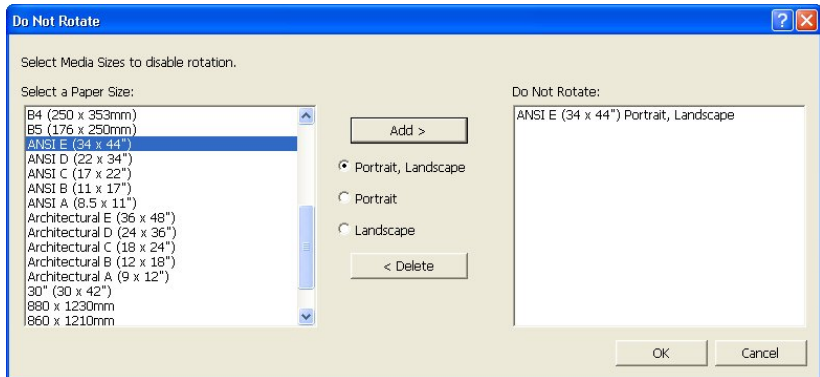 Do Not Rotate
Select Media Sizes to disable rotation.
Select a Paper Size:
B4 (250 x 353mm)
B5 (176 x 250mm)
ANSI E (34 x 44")
ANSI D (22 x 34")
ANSI C (17 x 22")
ANSI B (11 x 17")
ANSI A (8.5 x 11")
Architectural E (36 x 48")
Architectural D (24 x 36")
Architectural C (18 x 24")
Architectural B (12 x 18")
Architectural A (9 x 12")
30" (30 x 42")
880 x 1230mm
860 x 1210mm
Add >
Portrait, Landscape
Portrait
Landscape
< Delete
Do Not Rotate:
ANSI E (34 x 44") Portrait, Landscape
OK
Cancel